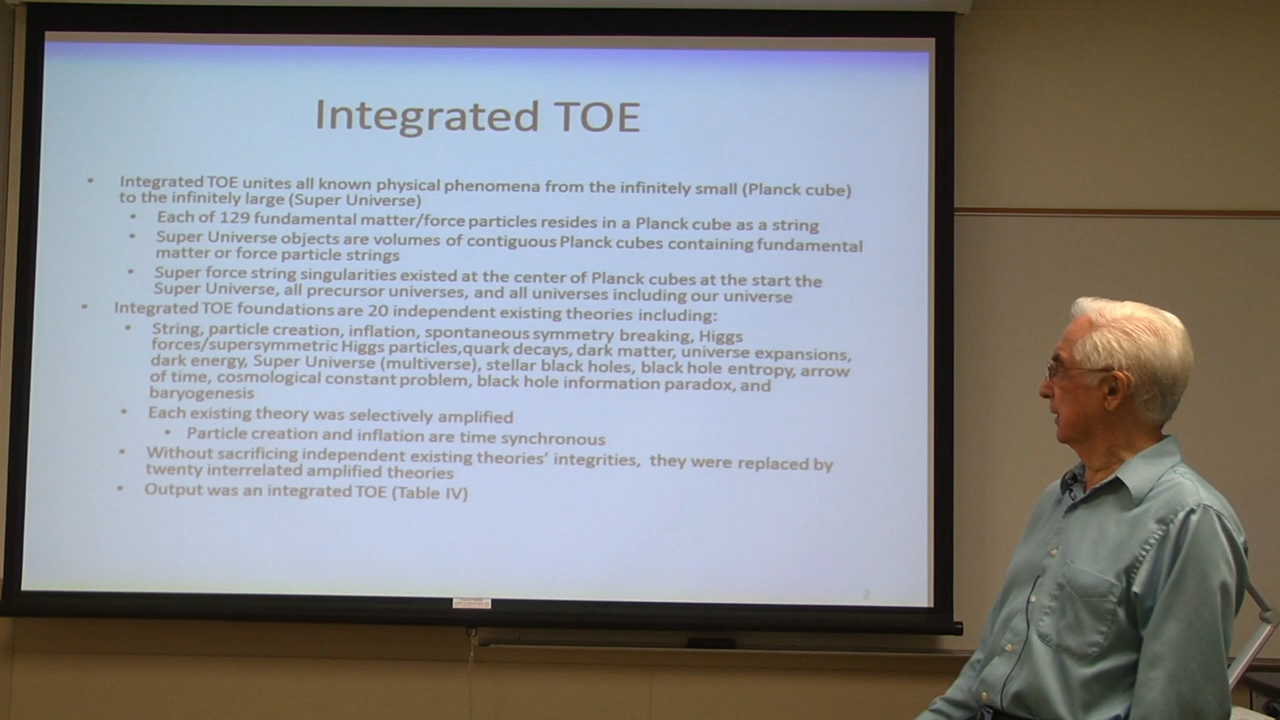 Integrated TOE
• Integrated TOE unites all known physical phenomena from the infinitely small (Planck cube)
to the infinitely large (Super Universe)
• Each of 129 fundamental matter/force particles resides in a Planck cube as a string
• Super Universe objects are volumes of contiguous Planck cubes containing fundamental
matter or force particle strings
• Super force string singularities existed at the center of Planck cubes at the start the
Super Universe, all precursor universes, and all universes including our universe
• Integrated TOE foundations are 20 independent existing theories including:
• String, particle creation, inflation, spontaneous symmetry breaking, Higgs
forces/supersymmetric Higgs particles,quark decays, dark matter, universe expansions,
dark energy, Super Universe (multiverse), stellar black holes, black hole entropy, arrow
of time, cosmological constant problem, black hole information paradox, and
baryogenesis
• Each existing theory was selectively amplified
• Particle creation and inflation are time synchronous
• Without sacrificing independent existing theories' integrities, they were replaced by
twenty interrelated amplified theories
• Output was an integrated TOE (Table IV)
2